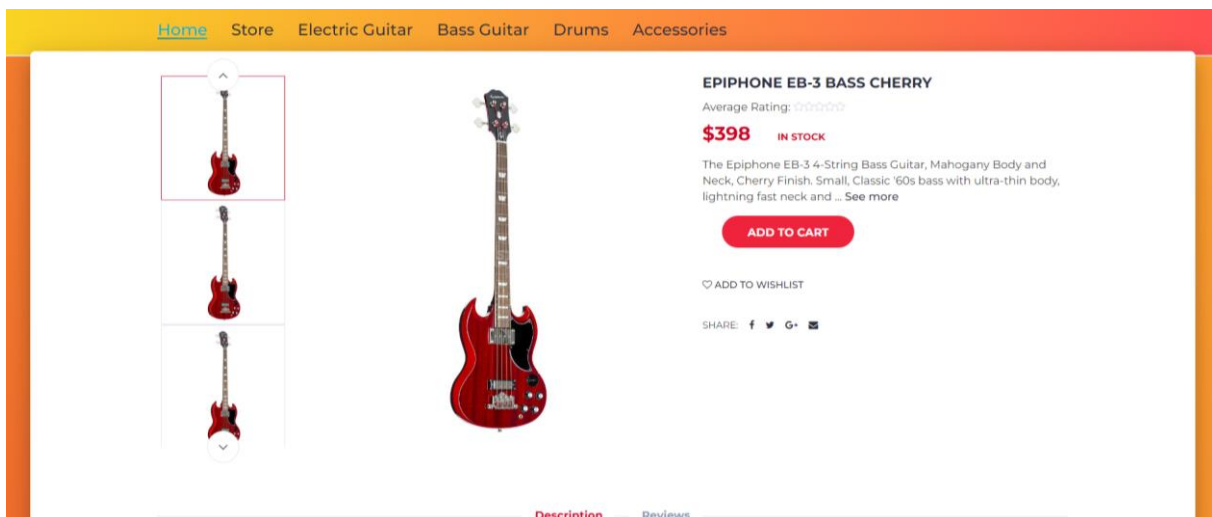 Home Store Electric Guitar Bass Guitar Drums Accessories
EPIPHONE EB-3 BASS CHERRY
Average Rating:
$398 IN STOCK
The Epiphone EB-3 4-String Bass Guitar, Mahogany Body and
Neck, Cherry Finish. Small, Classic '60s bass with ultra-thin body,
lightning fast neck and ... See more
ADD TO CART
ADD TO WISHLIST
SHARE:
Description Reviews